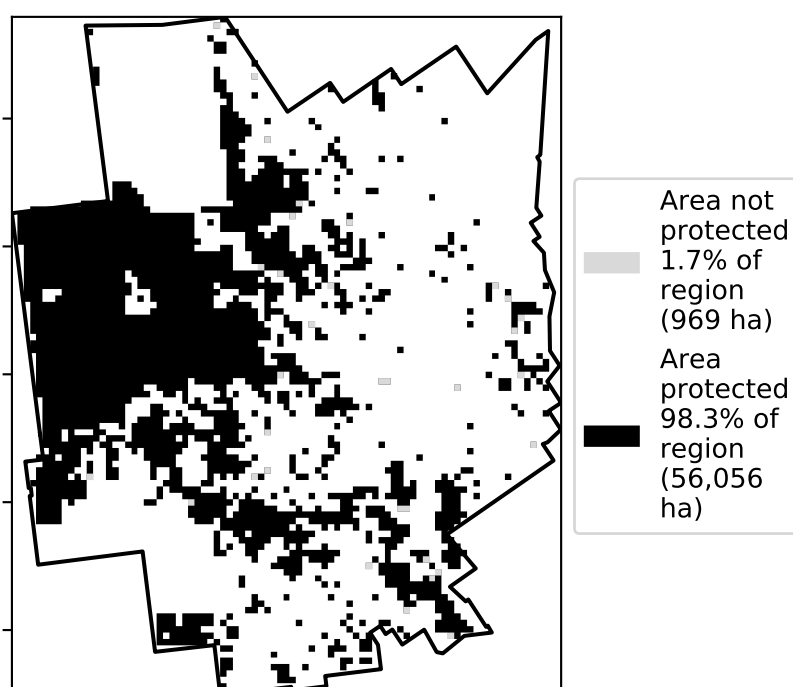 Area not
protected
1.7% of
region
(969 ha)
Area
protected
98.3% of
region
(56,056
ha)